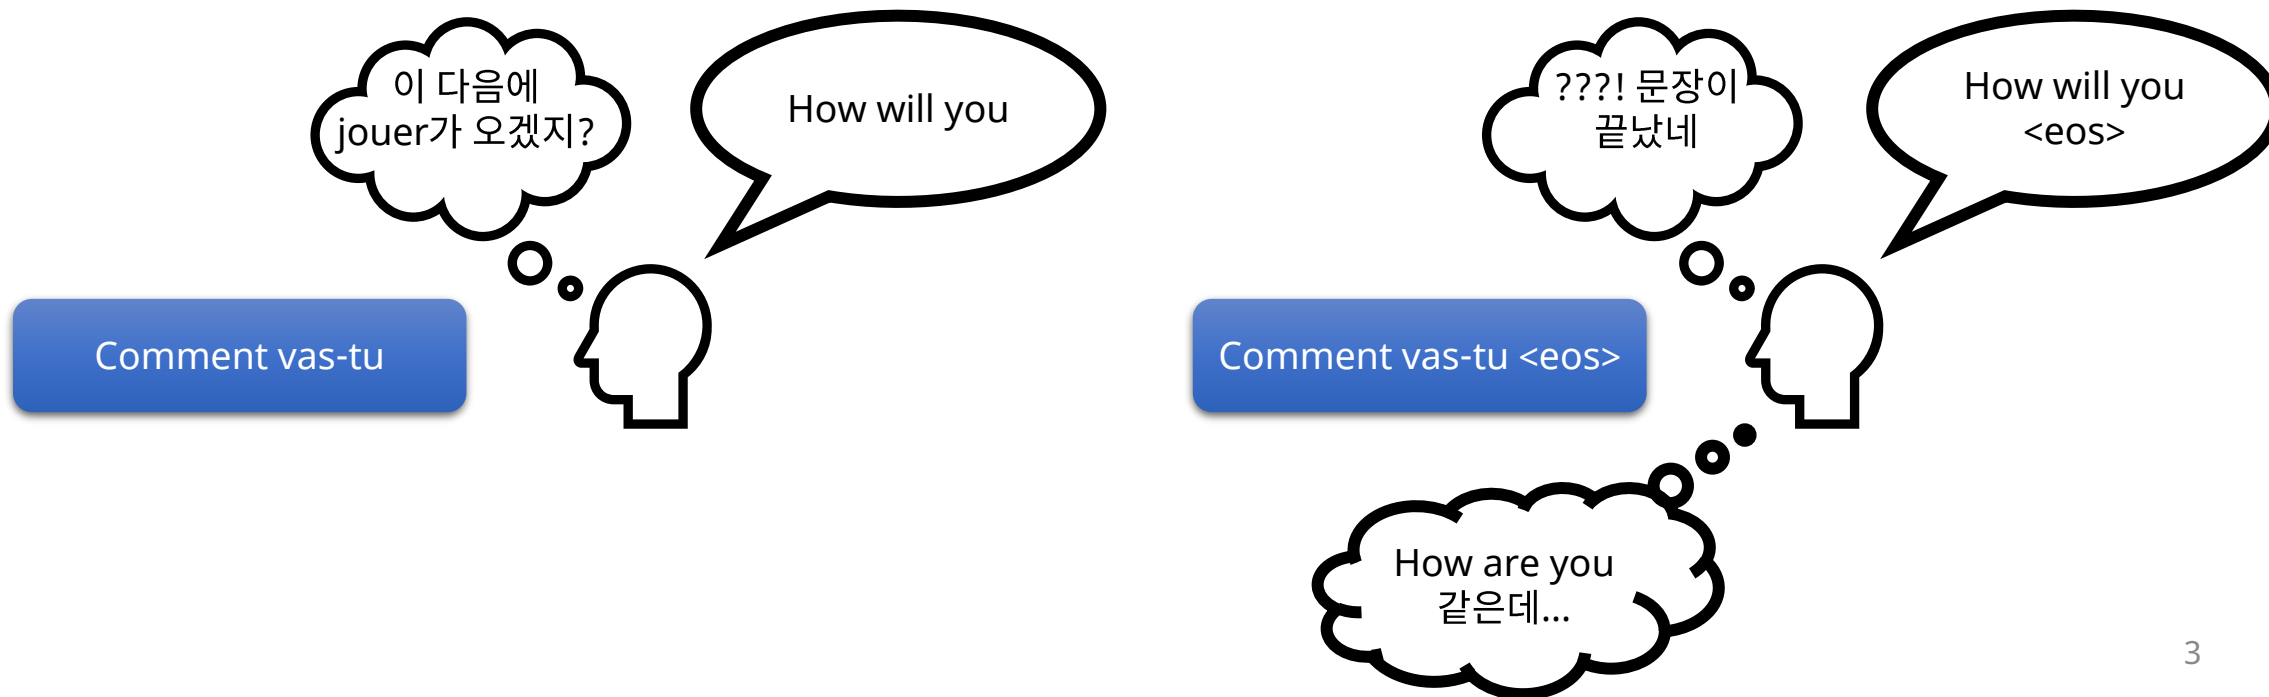 이 다음에
jouer가 오겠지?
How will you
Comment vas-tu
???! 문장이
끝났네
How will you
<eos>
Comment vas-tu <eos>
How are you
같은데...
3